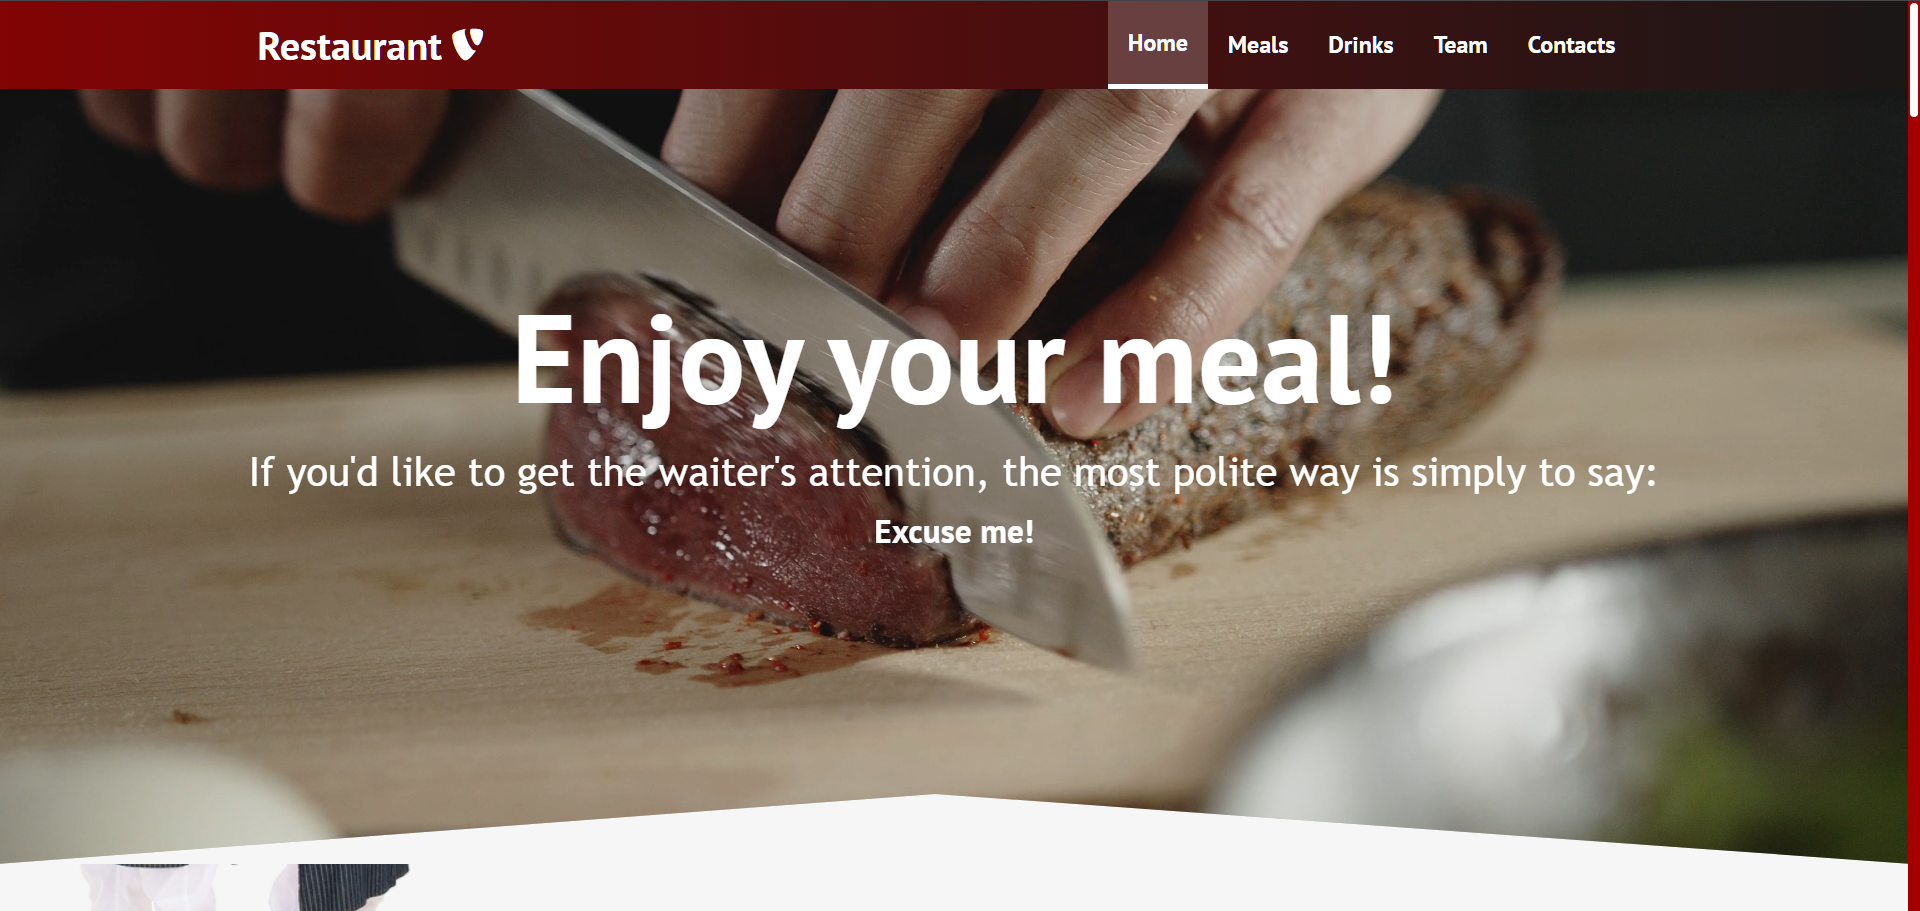 Restaurant
Home Meals Drinks Team Contacts
Enjoy your meal!
If you'd like to get the waiter's attention, the most polite way is simply to say:
Excuse me!